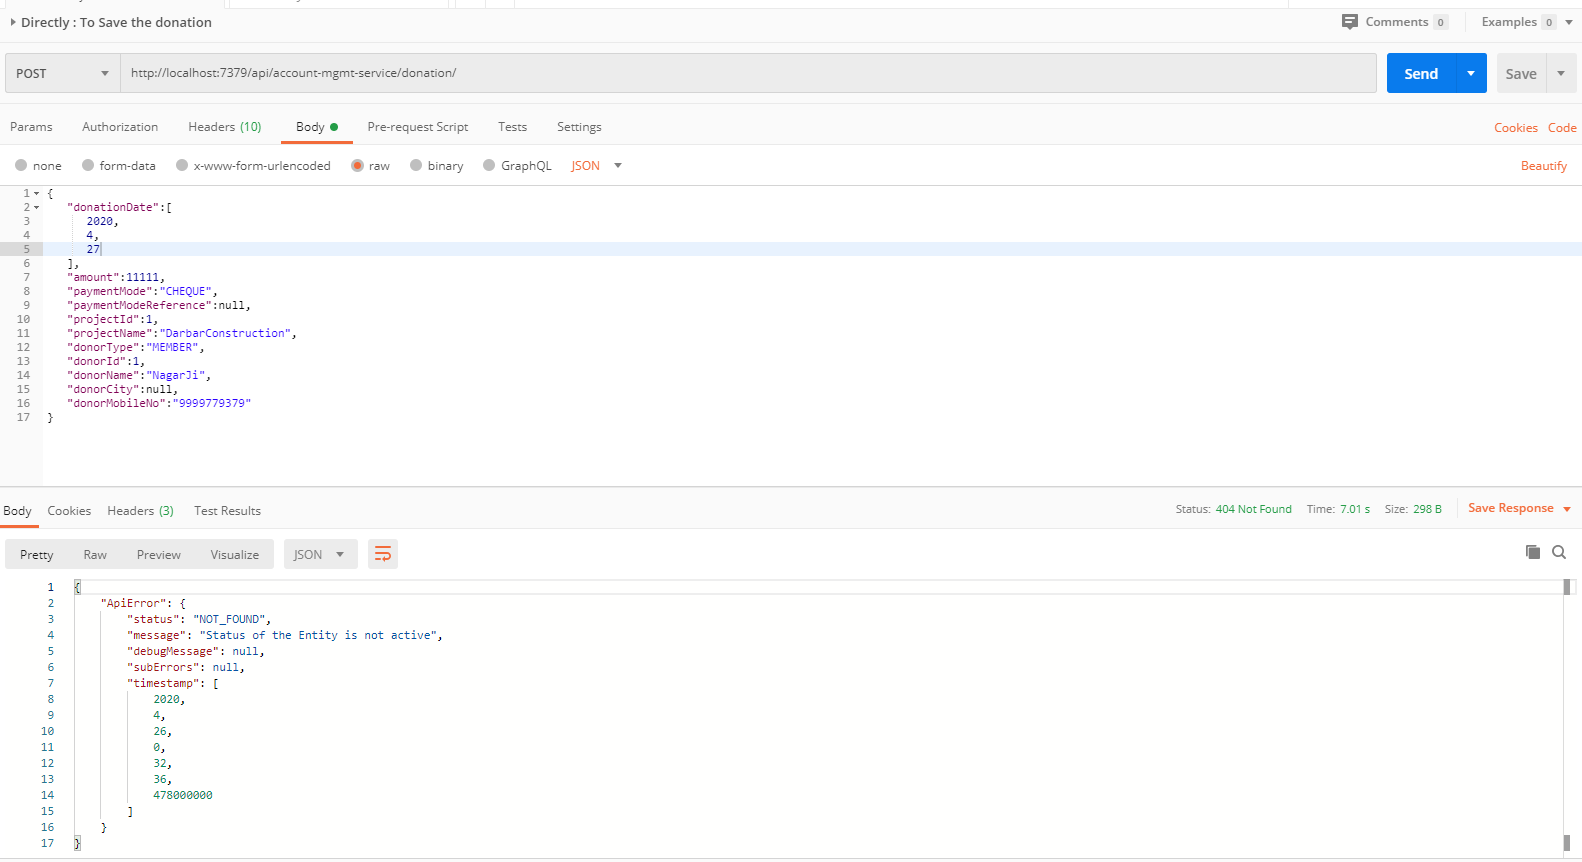 Directly : To Save the donation
Comments 0 Examples 0
POST http://localhost:7379/api/account-mgmt-service/donation/ Send Save
Params Authorization Headers (10) Body Pre-request Script Tests Settings Cookies Code
none form-data x-www-form-urlencoded raw binary GraphQL JSON Beautify
1 {
2 "donationDate":[
3 2020,
4 4,
5 27
6 ],
7 "amount":11111,
8 "paymentMode":"CHEQUE",
9 "paymentModeReference":null,
10 "projectId":1,
11 "projectName":"DarbarConstruction",
12 "donorType":"MEMBER",
13 "donorId":1,
14 "donorName":"NagarJi",
15 "donorCity":null,
16 "donorMobileNo":"9999779379"
17 }
Body Cookies Headers (3) Test Results Status: 404 Not Found Time: 7.01 s Size: 298 B Save Response
Pretty Raw Preview Visualize JSON
1 {
2 "ApiError": {
3 "status": "NOT_FOUND",
4 "message": "Status of the Entity is not active",
5 "debugMessage": null,
6 "subErrors": null,
7 "timestamp": [
8 2020,
9 4,
10 26,
11 0,
12 32,
13 36,
14 478000000
15 ]
16 }
17 }